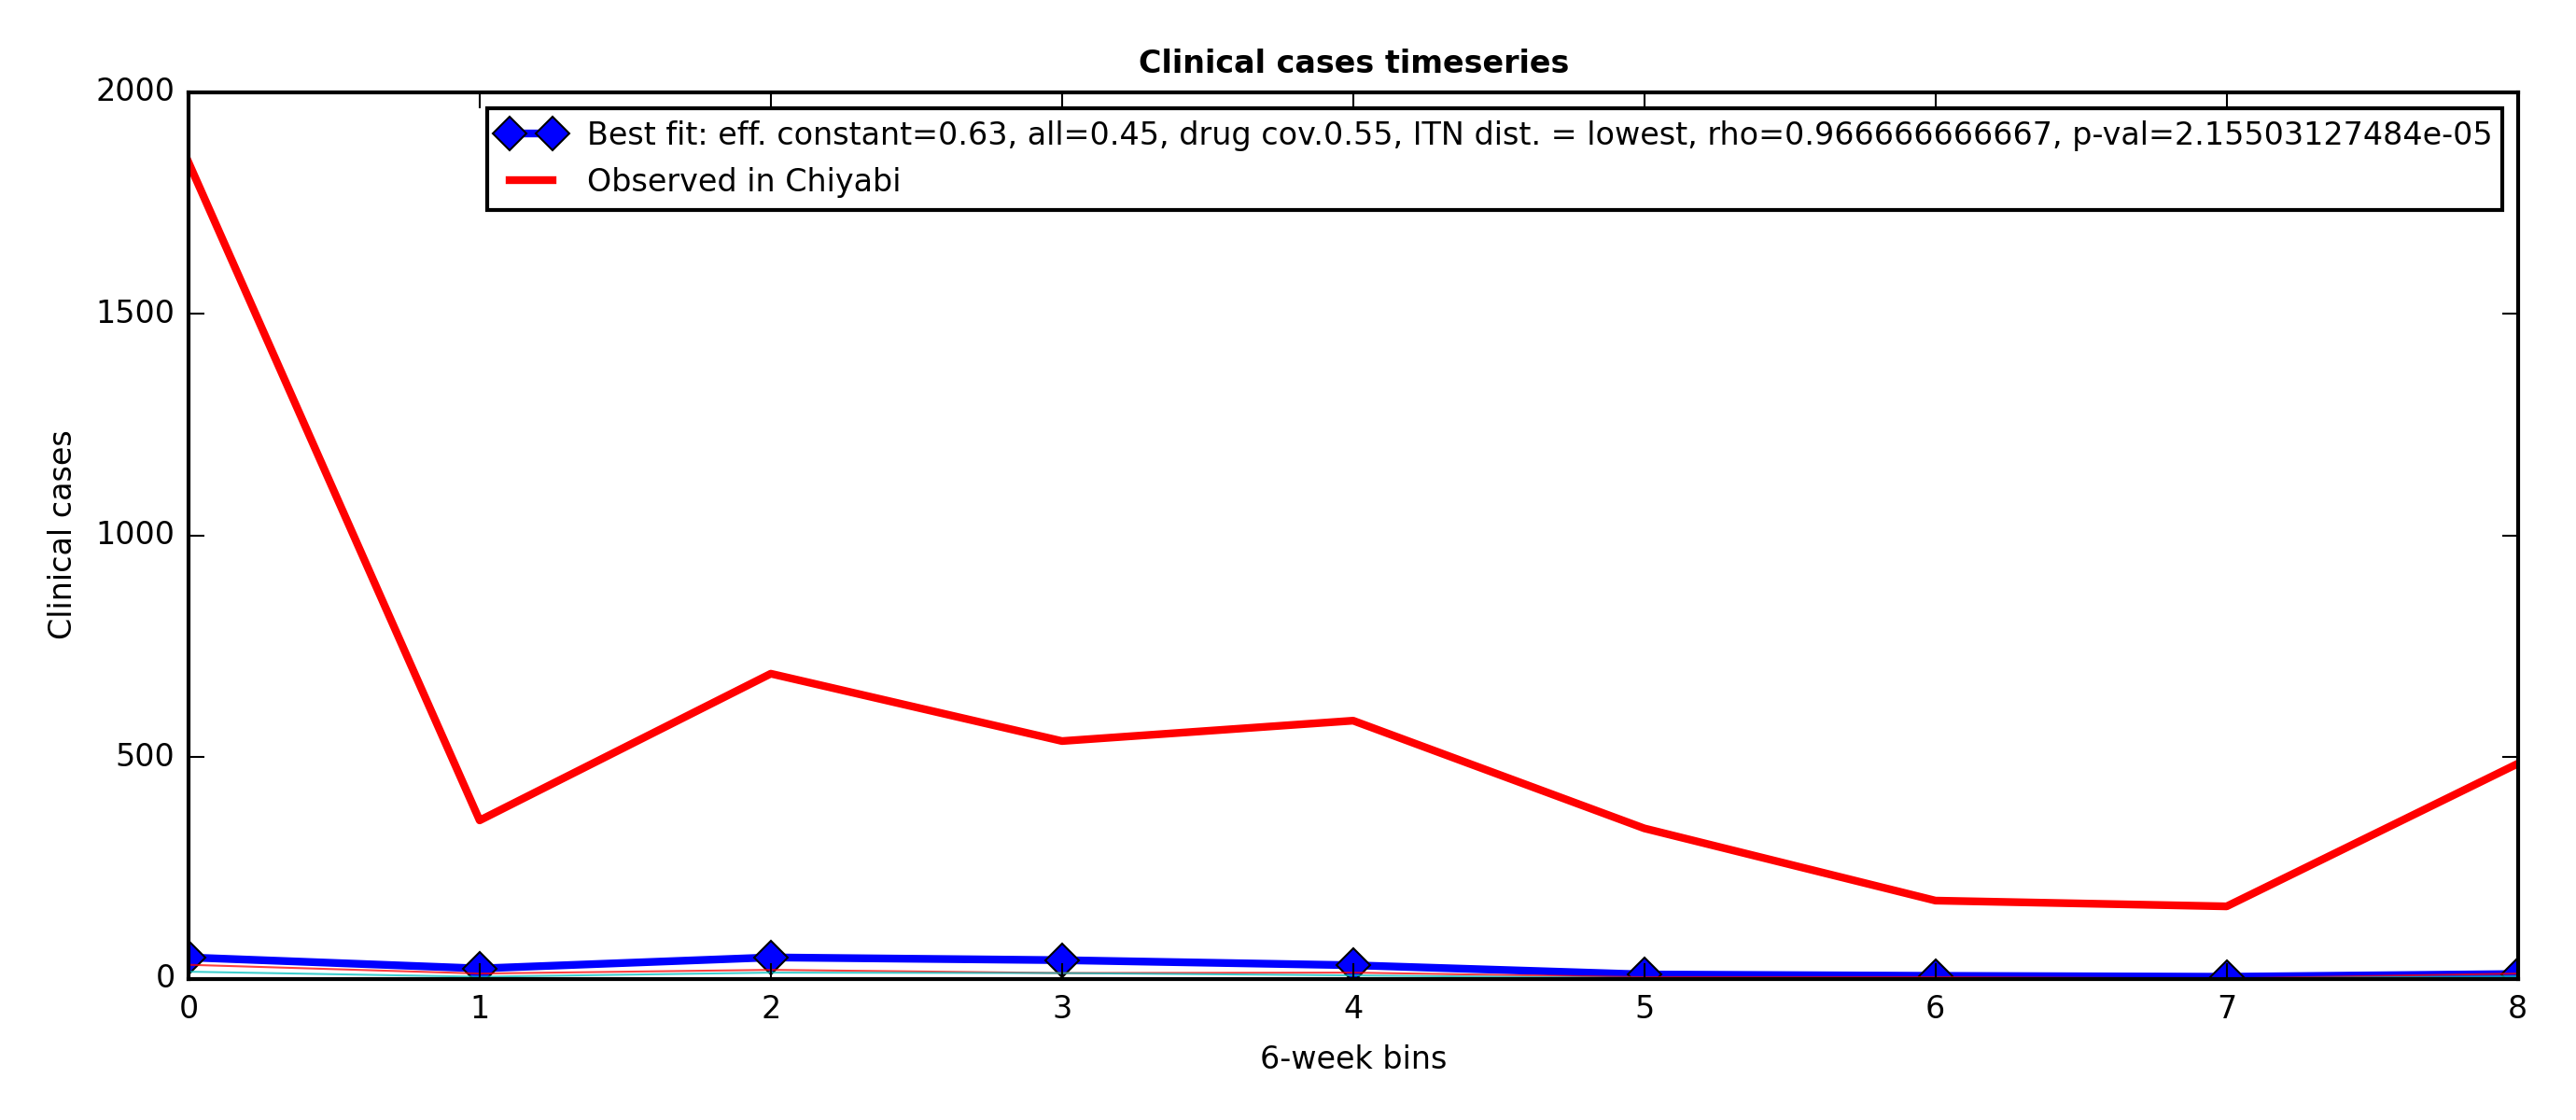 Clinical cases timeseries
Best fit: eff. constant=0.63, all=0.45, drug cov.0.55, ITN dist. = lowest, rho=0.966666666667, p-val=2.15503127484e-05
Observed in Chiyabi
Clinical cases
2000
1500
1000
500
0
0 1 2 3 4 5 6 7 8
6-week bins